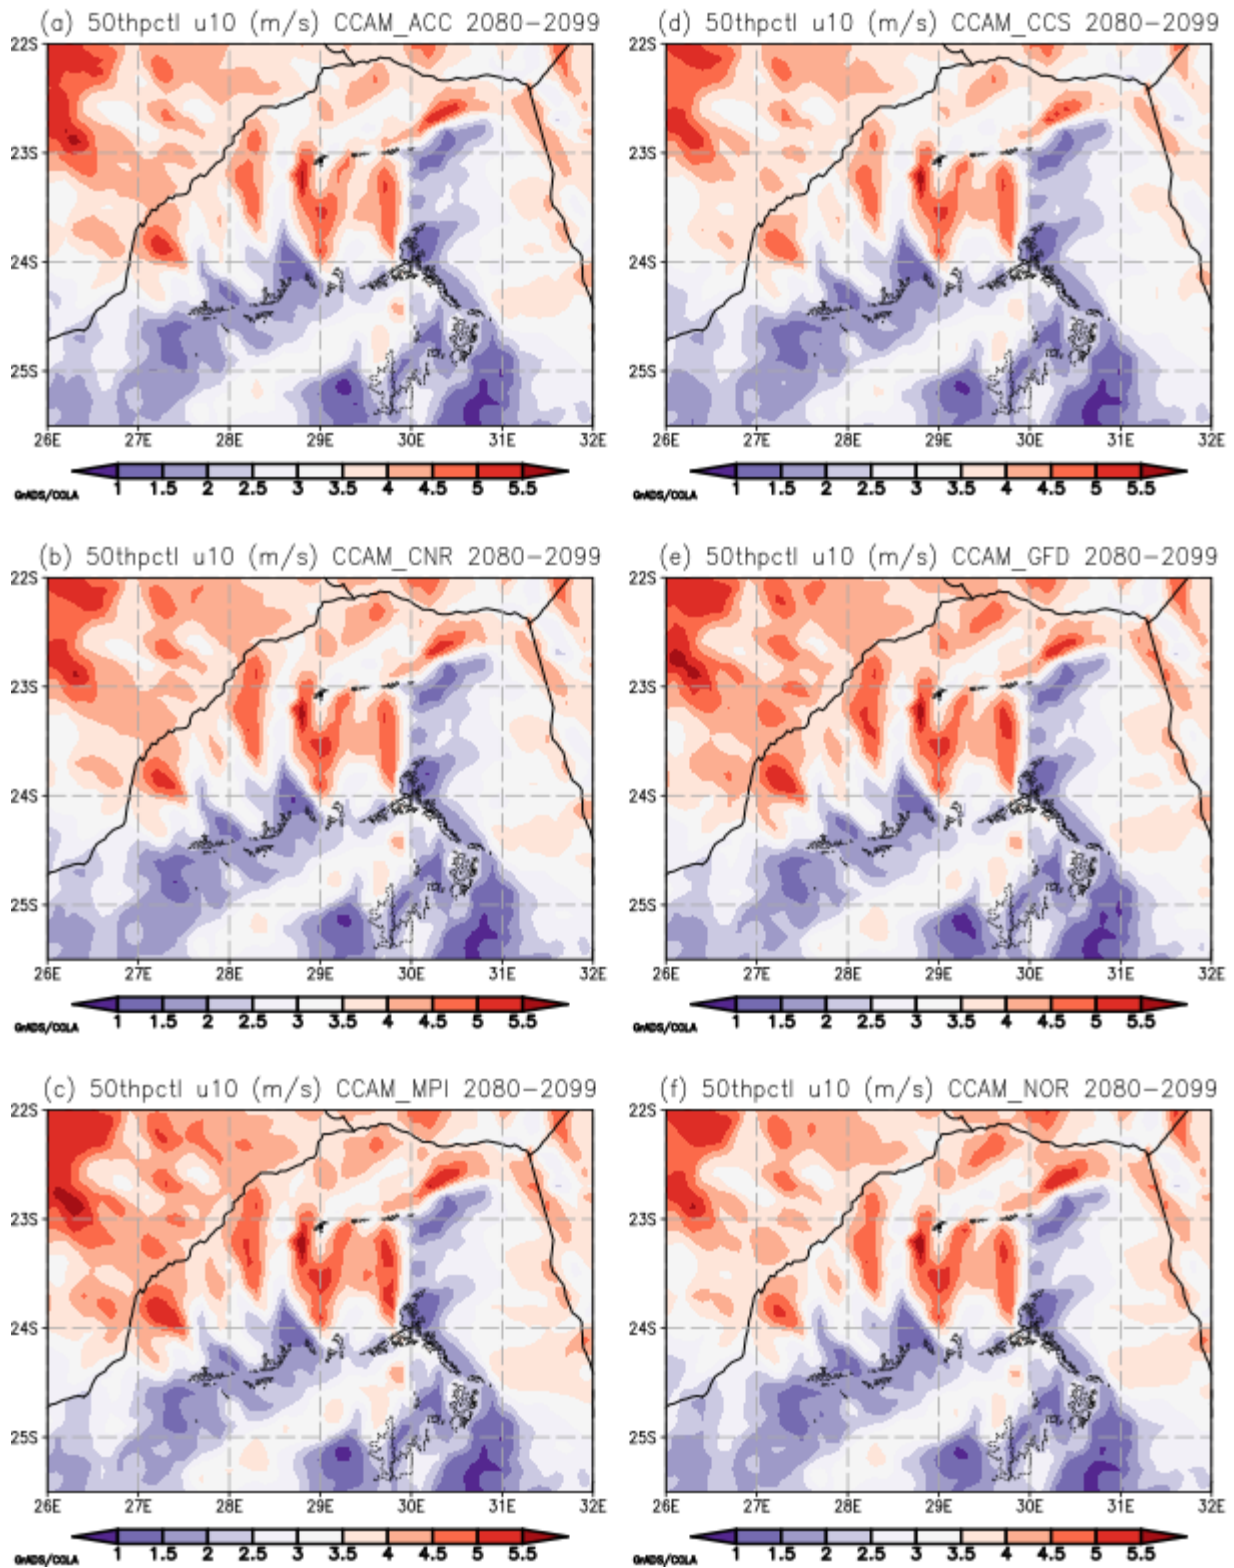 (a) 50thpctl u10 (m/s) CCAM_ACC 2080-2099
22S
23S
24S
25S
26E 27E 28E 29E 30E 31E 32E
1 1.5 2 2.5 3 3.5 4 4.5 5 5.5
GrADS/COLA
(d) 50thpctl u10 (m/s) CCAM_CCS 2080-2099
22S
23S
24S
25S
26E 27E 28E 29E 30E 31E 32E
1 1.5 2 2.5 3 3.5 4 4.5 5 5.5
GrADS/COLA
(b) 50thpctl u10 (m/s) CCAM_CNR 2080-2099
22S
23S
24S
25S
26E 27E 28E 29E 30E 31E 32E
1 1.5 2 2.5 3 3.5 4 4.5 5 5.5
GrADS/COLA
(e) 50thpctl u10 (m/s) CCAM_GFD 2080-2099
22S
23S
24S
25S
26E 27E 28E 29E 30E 31E 32E
1 1.5 2 2.5 3 3.5 4 4.5 5 5.5
GrADS/COLA
(c) 50thpctl u10 (m/s) CCAM_MPI 2080-2099
22S
23S
24S
25S
26E 27E 28E 29E 30E 31E 32E
1 1.5 2 2.5 3 3.5 4 4.5 5 5.5
GrADS/COLA
(f) 50thpctl u10 (m/s) CCAM_NOR 2080-2099
22S
23S
24S
25S
26E 27E 28E 29E 30E 31E 32E
1 1.5 2 2.5 3 3.5 4 4.5 5 5.5
GrADS/COLA